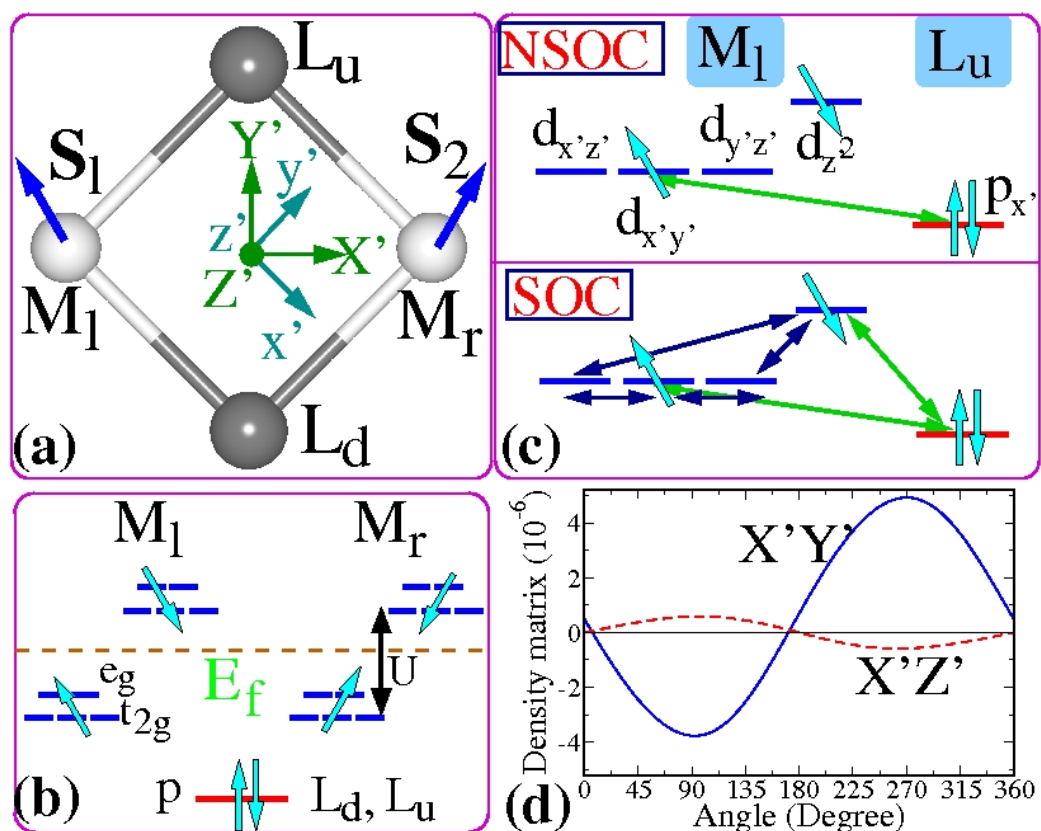 L_u
S_1
S_2
Y'
y'
z'
X'
Z'
x'
M_l
M_r
L_d
(a)
NSOC
M_l
L_u
d_x'z'
d_y'z'
d_z'^2
d_x'y'
p_x'
SOC
(c)
M_l
M_r
E_f
U
e_g
t_2g
p
L_d, L_u
(b)
Density matrix (10^-6)
4
2
0
-2
-4
X'Y'
X'Z'
0 45 90 135 180 225 270 315 360
Angle (Degree)
(d)